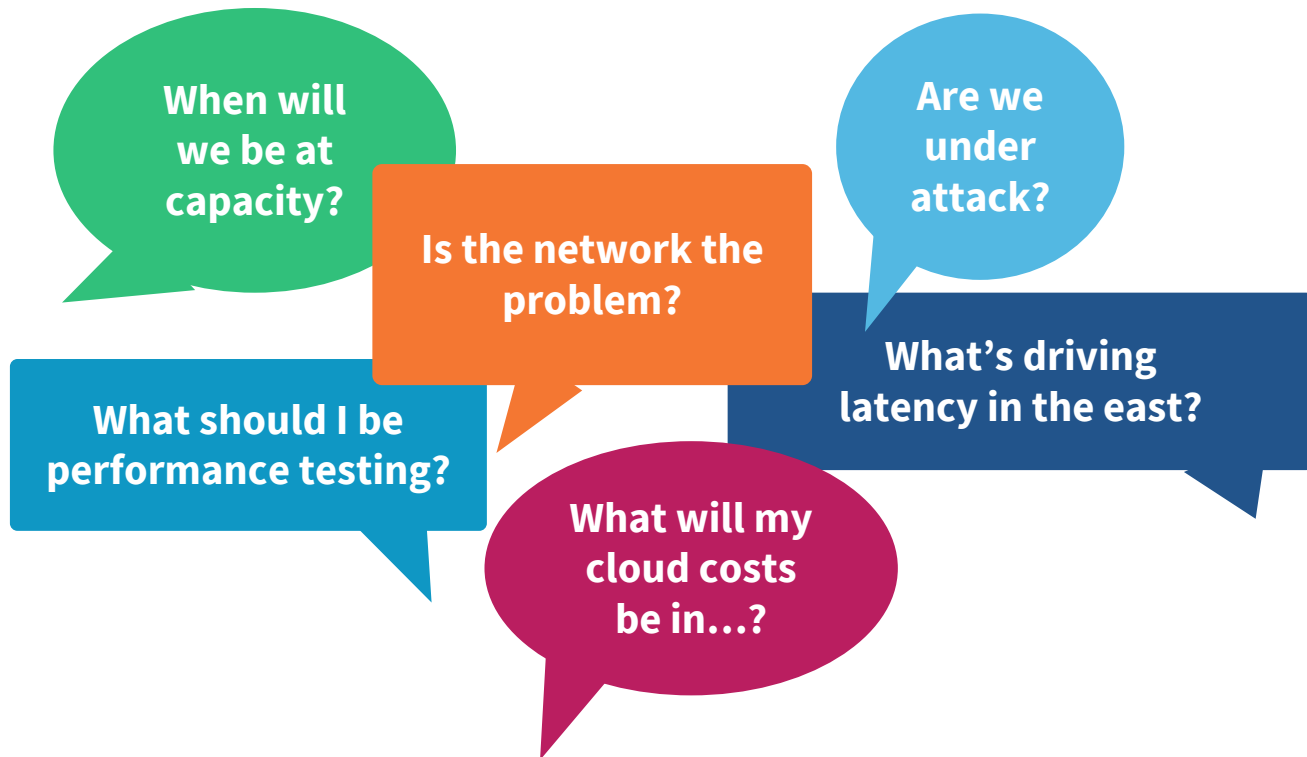 When will
we be at
capacity?
Are we
under
attack?
Is the network the
problem?
What’s driving
latency in the east?
What should I be
performance testing?
What will my
cloud costs
be in…?